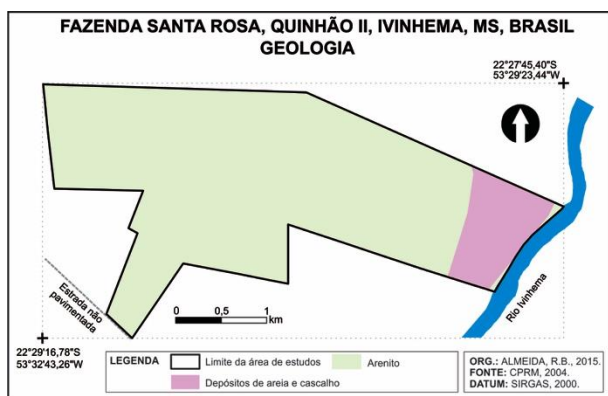 FAZENDA SANTA ROSA, QUINHÃO II, IVINHEMA, MS, BRASIL
GEOLOGIA
22°27'45,40"S
53°29'23,44"W
Estrada não
pavimentada
0 0,5 1
km
Rio Ivinhema
22°29'16,78"S
53°32'43,26"W
LEGENDA
Limite da área de estudos
Arenito
Depósitos de areia e cascalho
ORG.: ALMEIDA, R.B., 2015.
FONTE: CPRM, 2004.
DATUM: SIRGAS, 2000.